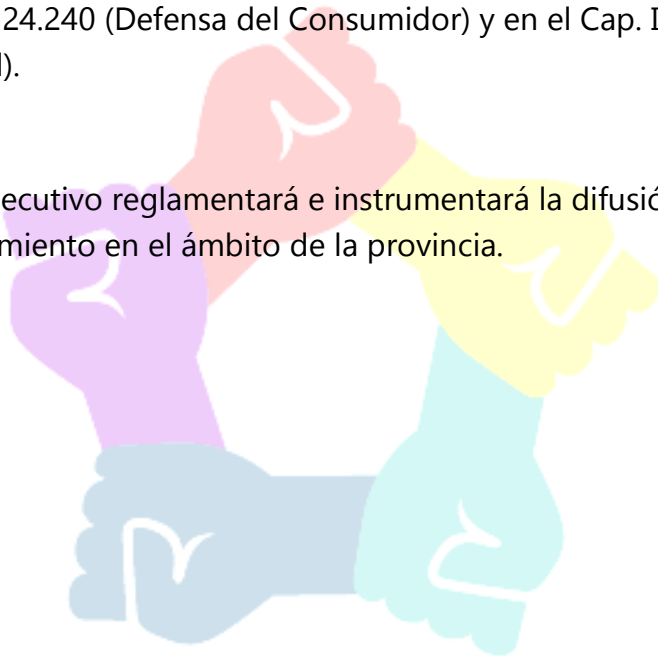 24.240 (Defensa del Consumidor) y en el Cap. I
).
ecutivo reglamentará e instrumentará la difusió
miento en el ámbito de la provincia.